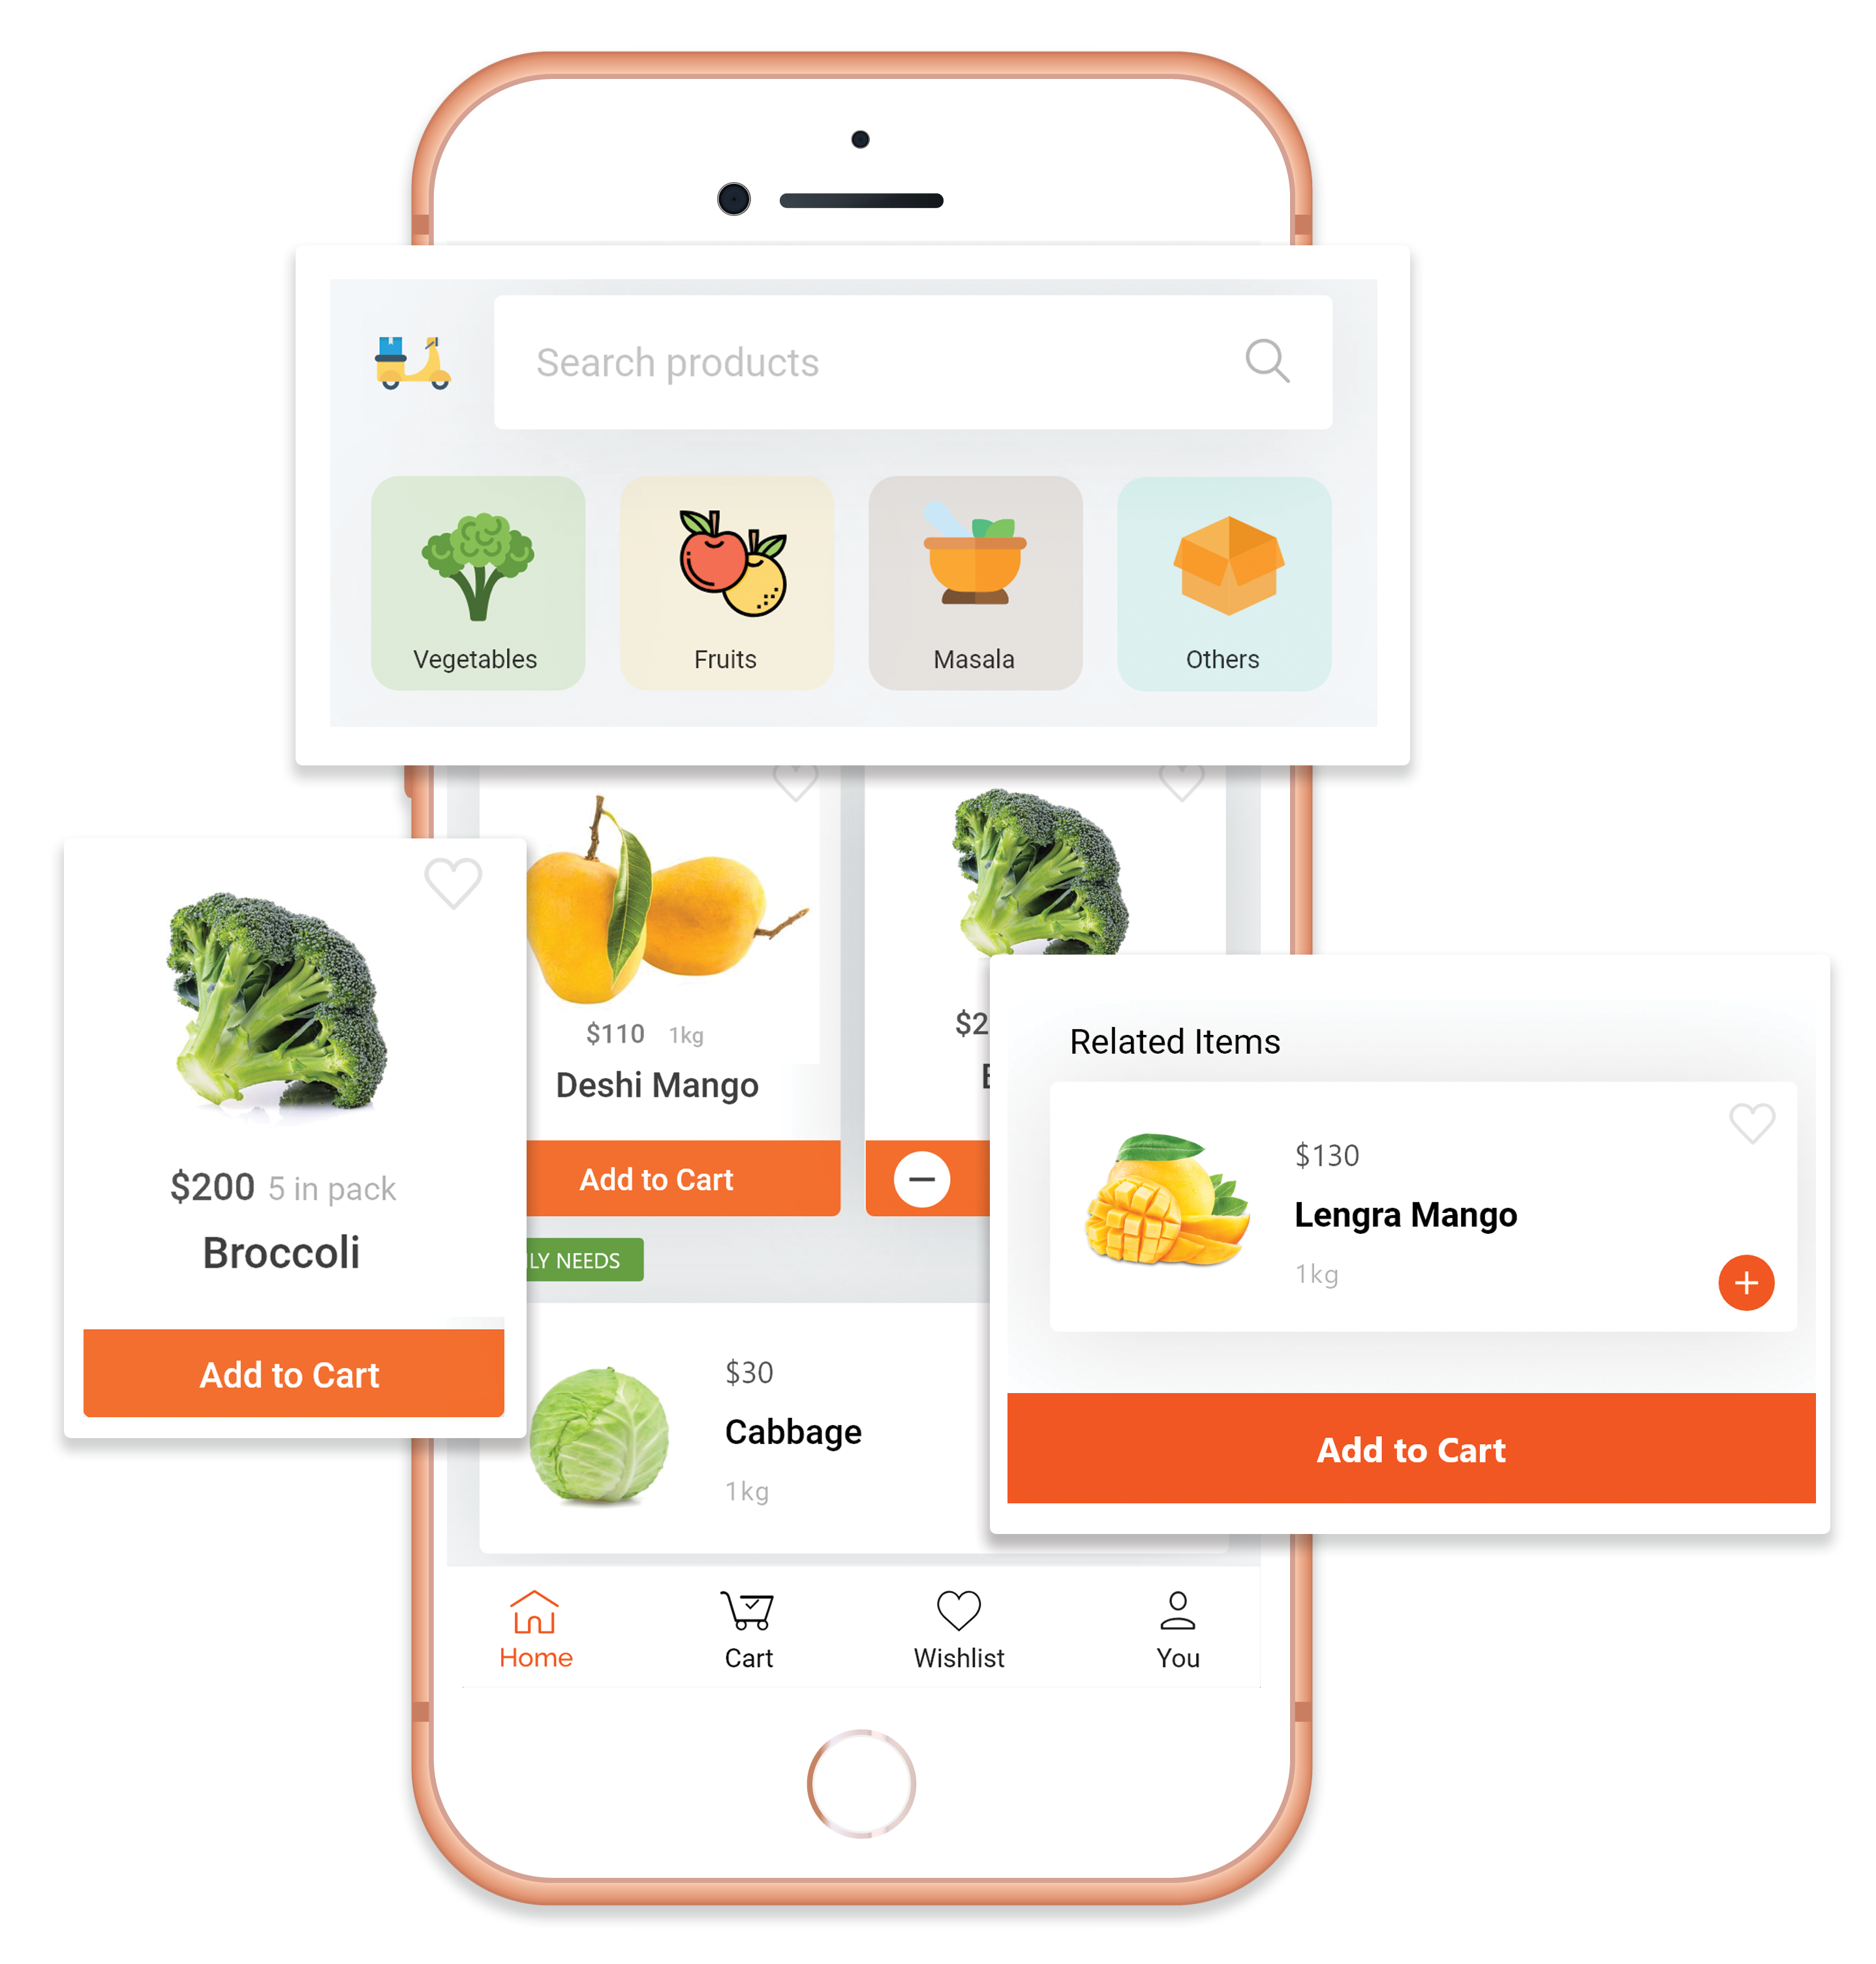 Search products
Vegetables
Fruits
Masala
Others
$110 1kg
Deshi Mango
Add to Cart
$200 5 in pack
Broccoli
Add to Cart
NEEDS
$30
Cabbage
1kg
Related Items
$130
Lengra Mango
1kg
Add to Cart
Home
Cart
Wishlist
You